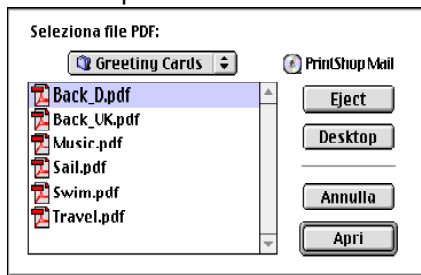 Seleziona file PDF:
Greeting Cards
PrintShop Mail
Back_D.pdf
Back_UK.pdf
Music.pdf
Sail.pdf
Swim.pdf
Travel.pdf
Eject
Desktop
Annulla
Apri